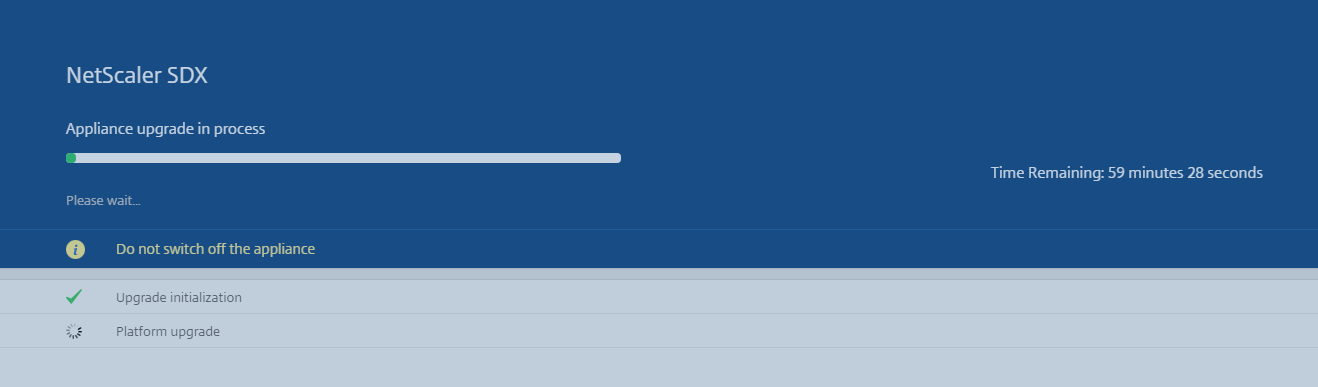 NetScaler SDX
Appliance upgrade in process
Time Remaining: 59 minutes 28 seconds
Please wait...
i
Do not switch off the appliance
Upgrade initialization
Platform upgrade